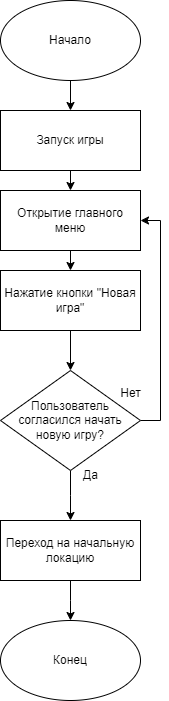 Начало
Запуск игры
Открытие главного
меню
Нажатие кнопки "Новая
игра"
Нет
Пользователь
согласился начать
новую игру?
Да
Переход на начальную
локацию
Конец